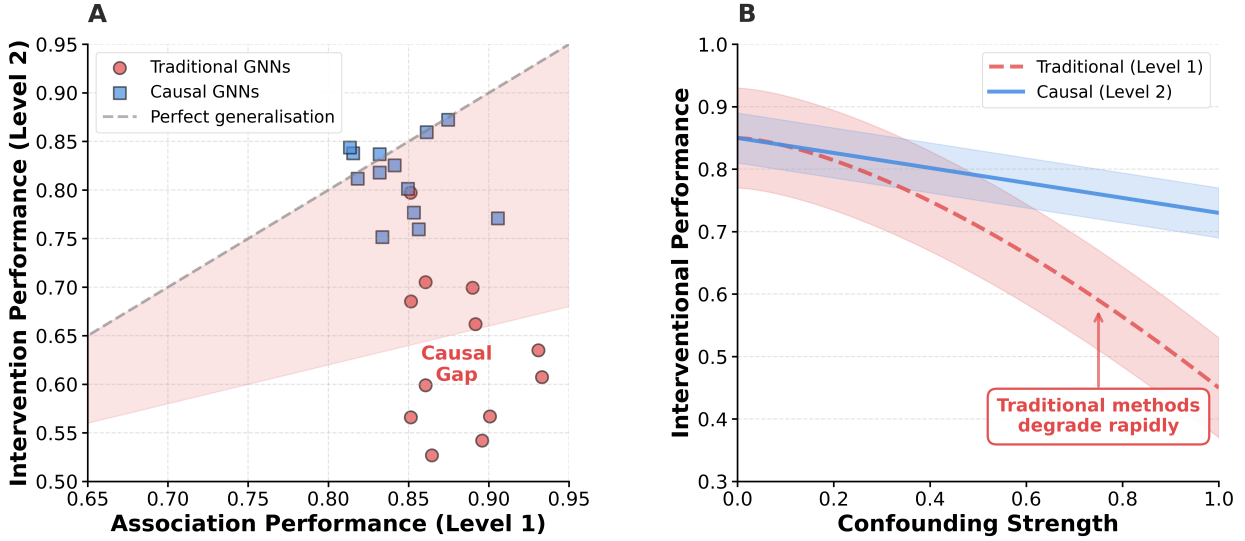 A
Intervention Performance (Level 2)
0.95
0.90
0.85
0.80
0.75
0.70
0.65
0.60
0.55
0.50
Traditional GNNs
Causal GNNs
Perfect generalisation
Causal
Gap
0.65 0.70 0.75 0.80 0.85 0.90 0.95
Association Performance (Level 1)
B
Interventional Performance
1.0
0.9
0.8
0.7
0.6
0.5
0.4
0.3
Traditional (Level 1)
Causal (Level 2)
Traditional methods
degrade rapidly
0.0 0.2 0.4 0.6 0.8 1.0
Confounding Strength